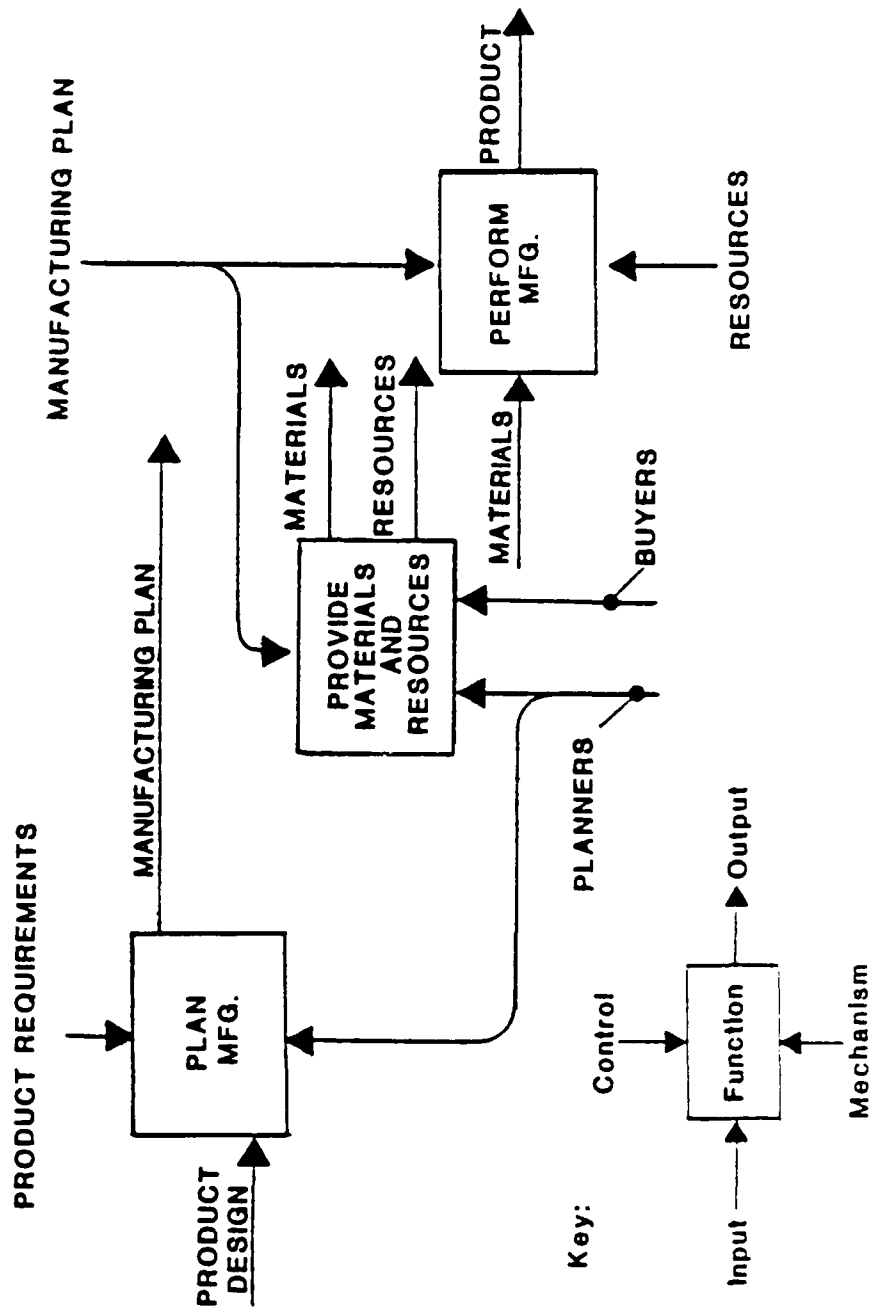 PRODUCT REQUIREMENTS
MANUFACTURING PLAN
MANUFACTURING PLAN
PRODUCT
DESIGN
PLAN
MFG.
MATERIALS
RESOURCES
PROVIDE
MATERIALS
AND
RESOURCES
PRODUCT
PERFORM
MFG.
MATERIALS
RESOURCES
PLANNERS
BUYERS
Key:
Control
Input
Function
Output
Mechanism